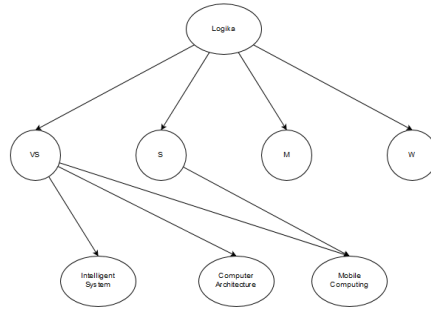 Logika
VS
S
M
W
Intelligent
System
Computer
Architecture
Mobile
Computing